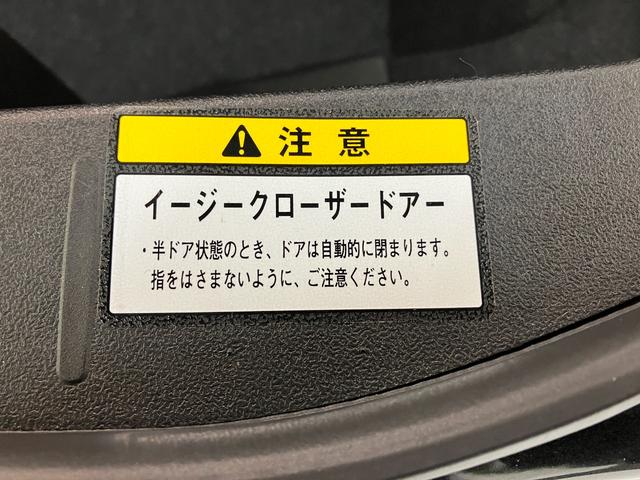 注意
イージークローザードアー
・半ドア状態のとき、ドアは自動的に閉まります。
指をはさまないように、ご注意ください。